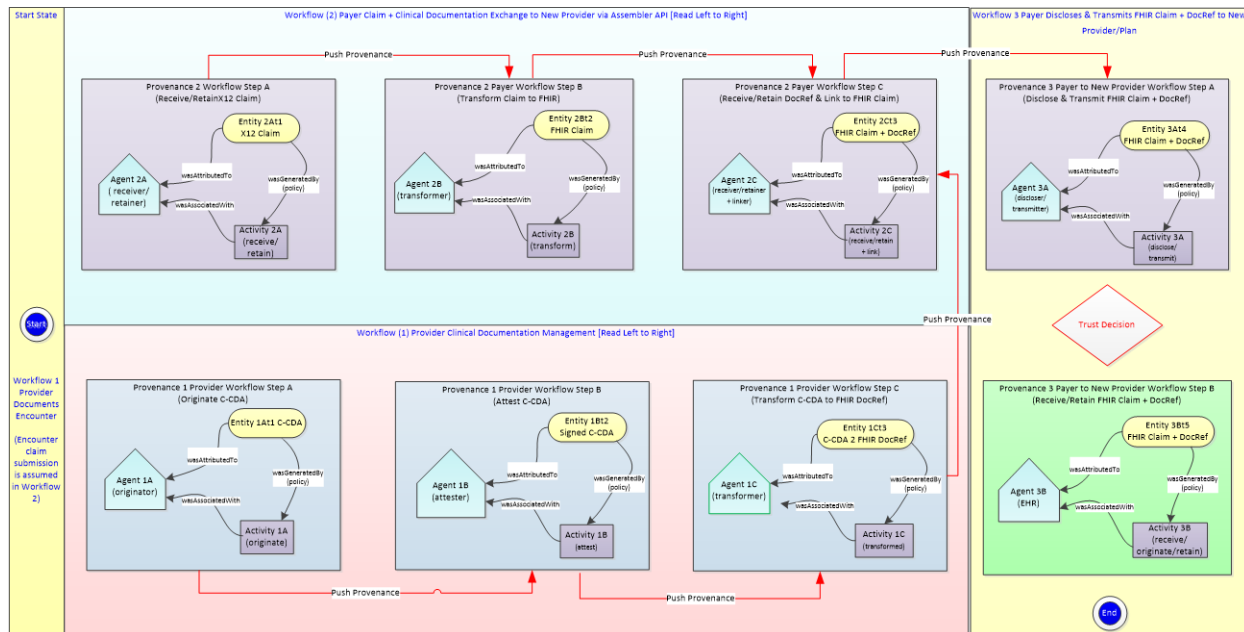 Start State
Start
Workflow 1
Provider
Documents
Encounter
(Encounter
claim
submission
is assumed
in Workflow
2)
Workflow (2) Payer Claim + Clinical Documentation Exchange to New Provider via Assembler API [Read Left to Right]
Push Provenance
Push Provenance
Push Provenance
Provenance 2 Workflow Step A
(Receive/RetainX12 Claim)
Entity 2At1
X12 Claim
wasAttributedTo
wasGeneratedBy
(policy)
Agent 2A
( receiver/
retainer)
wasAssociatedWith
Activity 2A
(receive/
retain)
Provenance 2 Payer Workflow Step B
(Transform Claim to FHIR)
Entity 2Bt2
FHIR Claim
wasAttributedTo
wasGeneratedBy
(policy)
Agent 2B
(transformer)
wasAssociatedWith
Activity 2B
(transform)
Provenance 2 Payer Workflow Step C
(Receive/Retain DocRef & Link to FHIR Claim)
Entity 2Ct3
FHIR Claim + DocRef
wasAttributedTo
wasGeneratedBy
(policy)
Agent 2C
(receiver/retainer
+ linker)
wasAssociatedWith
Activity 2C
(receive/retain
+ link)
Workflow (1) Provider Clinical Documentation Management [Read Left to Right]
Push Provenance
Provenance 1 Provider Workflow Step A
(Originate C-CDA)
Entity 1At1 C-CDA
wasAttributedTo
wasGeneratedBy
(policy)
Agent 1A
(originator)
wasAssociatedWith
Activity 1A
(originate)
Provenance 1 Provider Workflow Step B
(Attest C-CDA)
Entity 1Bt2
Signed C-CDA
wasAttributedTo
wasGeneratedBy
(policy)
Agent 1B
(attester)
wasAssociatedWith
Activity 1B
(attest)
Provenance 1 Provider Workflow Step C
(Transform C-CDA to FHIR DocRef)
Entity 1Ct3
C-CDA 2 FHIR DocRef
wasAttributedTo
wasGeneratedBy
(policy)
Agent 1C
(transformer)
wasAssociatedWith
Activity 1C
(transformed)
Push Provenance
Push Provenance
Workflow 3 Payer Discloses & Transmits FHIR Claim + DocRef to New
Provider/Plan
Provenance 3 Payer to New Provider Workflow Step A
(Disclose & Transmit FHIR Claim + DocRef)
Entity 3At4
FHIR Claim + DocRef
wasAttributedTo
wasGeneratedBy
(policy)
Agent 3A
(discloser/
transmitter)
wasAssociatedWith
Activity 3A
(disclose/
transmit)
Trust Decision
Provenance 3 Payer to New Provider Workflow Step B
(Receive/Retain FHIR Claim + DocRef)
Entity 3Bt5
FHIR Claim + DocRef
wasAttributedTo
wasGeneratedBy
(policy)
Agent 3B
(EHR)
wasAssociatedWith
Activity 3B
(receive/
originate/retain)
End